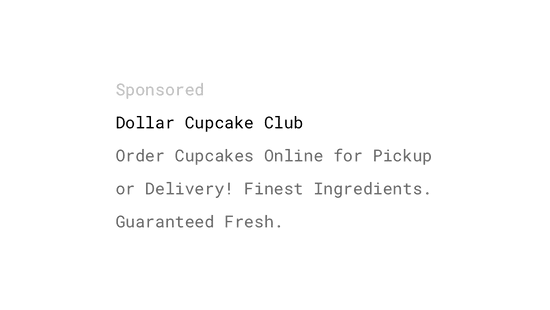 Sponsored
Dollar Cupcake Club
Order Cupcakes Online for Pickup
or Delivery! Finest Ingredients.
Guaranteed Fresh.